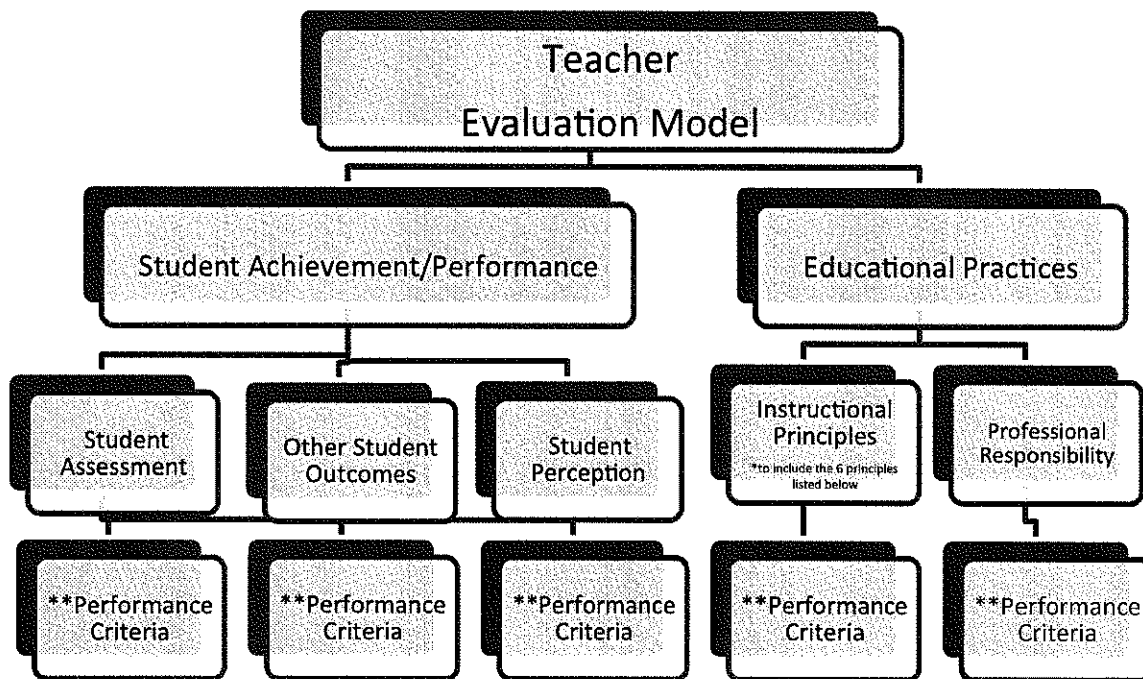 Teacher
Evaluation Model
Student Achievement/Performance
Educational Practices
Student
Assessment
Other Student
Outcomes
Student
Perception
Instructional
Principles
*to include the 6 principles
listed below
Professional
Responsibility
**Performance
Criteria
**Performance
Criteria
**Performance
Criteria
**Performance
Criteria
**Performance
Criteria